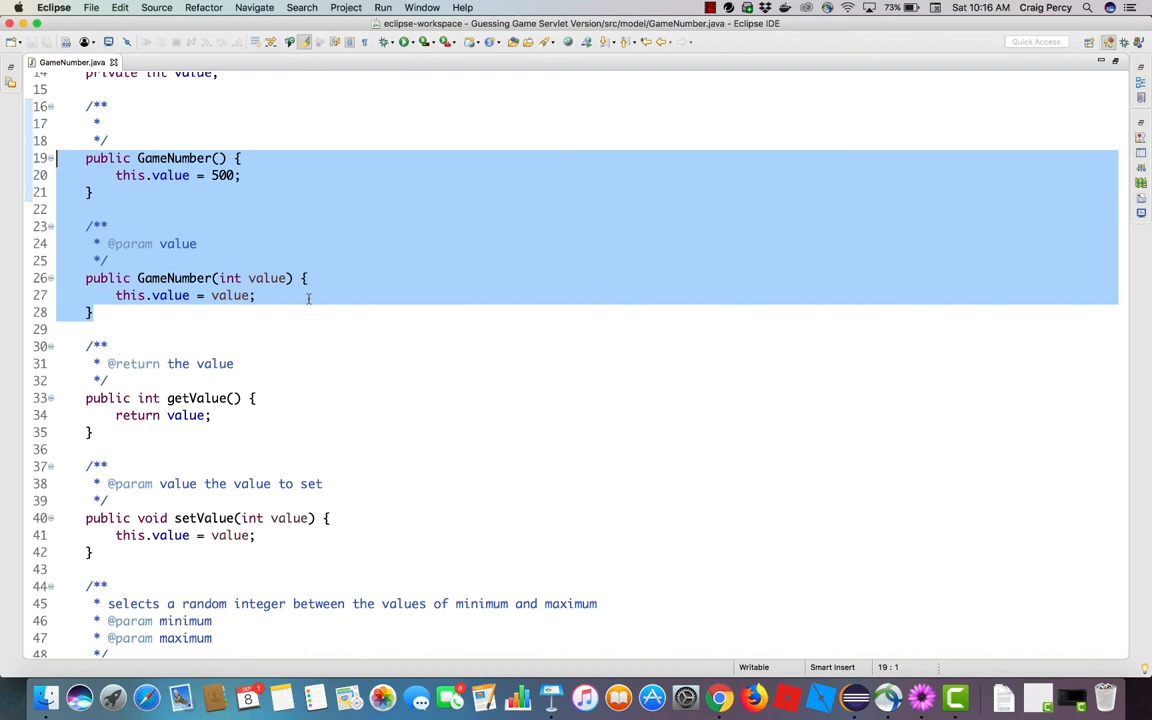 Eclipse File Edit Source Refactor Navigate Search Project Run Window Help 73% Sat 10:16 AM Craig Percy
eclipse-workspace - Guessing Game Servlet Version/src/model/GameNumber.java - Eclipse IDE
Quick Access
GameNumber.java
14 private int value;
15
16 /**
17 *
18 */
19 public GameNumber() {
20 this.value = 500;
21 }
22
23 /**
24 * @param value
25 */
26 public GameNumber(int value) {
27 this.value = value;
28 }
29
30 /**
31 * @return the value
32 */
33 public int getValue() {
34 return value;
35 }
36
37 /**
38 * @param value the value to set
39 */
40 public void setValue(int value) {
41 this.value = value;
42 }
43
44 /**
45 * selects a random integer between the values of minimum and maximum
46 * @param minimum
47 * @param maximum
48 */
Writable Smart Insert 19 : 1